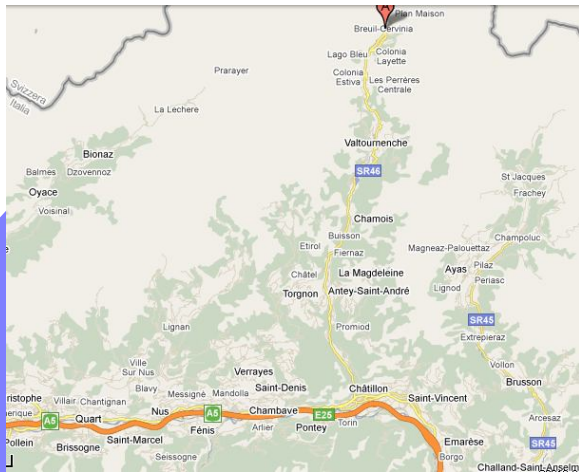 A
Plan Maison
Breuil-Cervinia
Lago Bleu
Colonia
Layette
Colonia
Estiva
Les Perrères
Centrale
Prarayer
Svizzera
Italia
La Lechere
Valtournenche
Bionaz
SR46
Balmes
Dzovennoz
St Jacques
Oyace
Frachey
Voisinal
Chamois
Buisson
Champoluc
Etirol
Fiernaz
Magneaz-Palouettaz
e
Châtel
La Magdeleine
Ayas
Pilaz
Periasc
Lignod
Torgnon
Antey-Saint-André
Lignan
Promiod
SR45
Extrepieraz
Ville
Sur Nus
Verrayes
Vollon
Blavy
Saint-Denis
Châtillon
Brusson
ristophe
Villair
Chantignan
Messigné
Mandolla
Saint-Vincent
erique
A5
Quart
Nus
A5
Chambave
E25
Arcesaz
Pollein
Fénis
Arlier
Pontey
Torin
SR45
Brissogne
Saint-Marcel
Emarèse
Seissogne
Borgo
Challand-Saint-Anselm